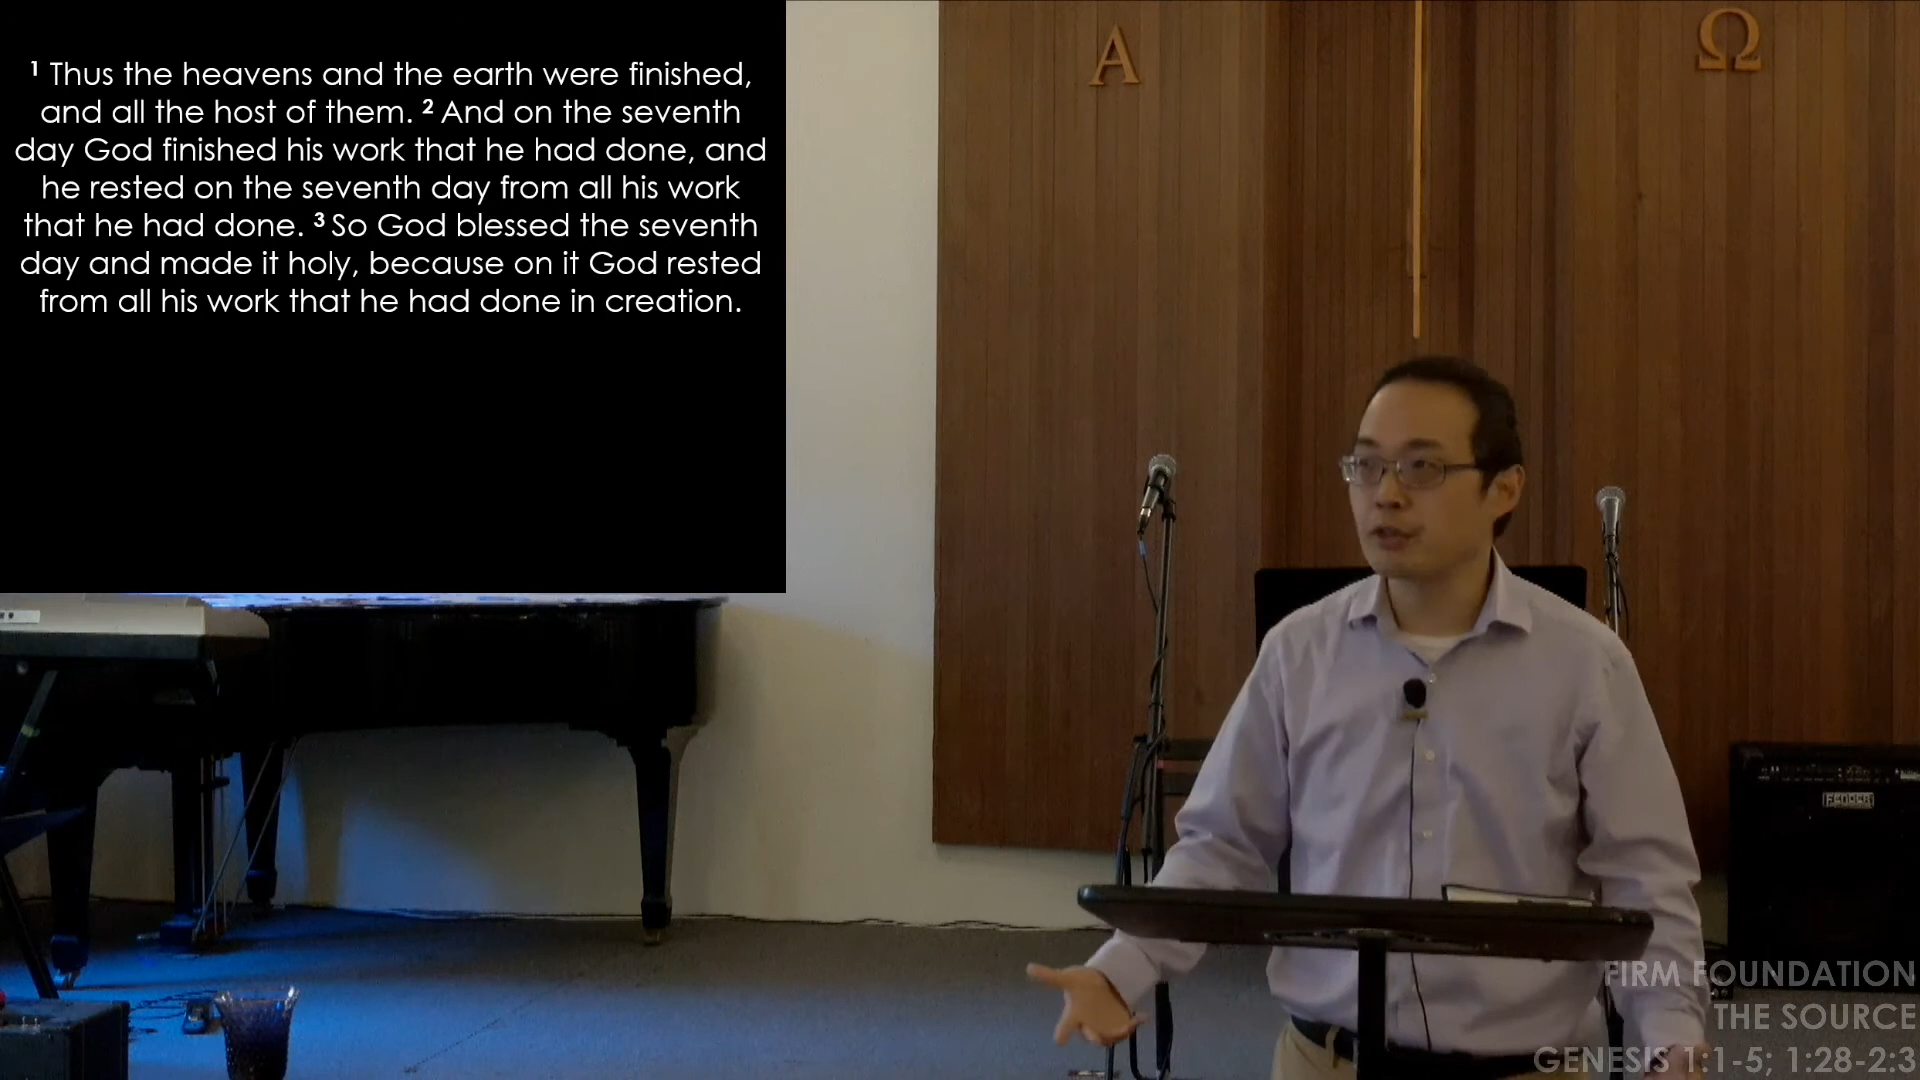 1 Thus the heavens and the earth were finished,
and all the host of them. 2 And on the seventh
day God finished his work that he had done, and
he rested on the seventh day from all his work
that he had done. 3 So God blessed the seventh
day and made it holy, because on it God rested
from all his work that he had done in creation.
Α
Ω
Fender
FIRM FOUNDATION
THE SOURCE
GENESIS 1:1-5; 1:28-2:3